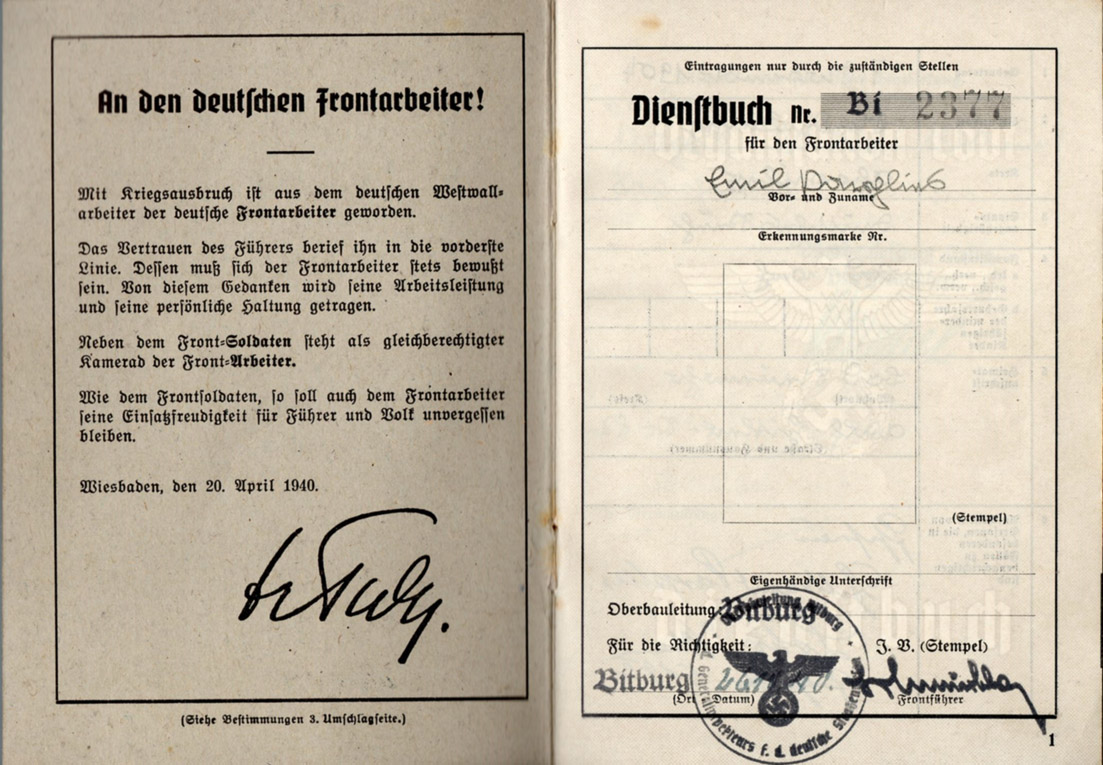 An den deutschen Frontarbeiter!
Mit Kriegsausbruch ist aus dem deutschen Westwall-
arbeiter der deutsche Frontarbeiter geworden.
Das Vertrauen des Führers berief ihn in die vorderste
Linie. Dessen muß sich der Frontarbeiter stets bewußt
sein. Von diesem Gedanken wird seine Arbeitsleistung
und seine persönliche Haltung getragen.
Neben dem Front-Soldaten steht als gleichberechtigter
Kamerad der Front-Arbeiter.
Wie dem Frontsoldaten, so soll auch dem Frontarbeiter
seine Einsatzfreudigkeit für Führer und Volk unvergessen
bleiben.
Wiesbaden, den 20. April 1940.
(Siehe Bestimmungen 3. Umschlagseite.)
Eintragungen nur durch die zuständigen Stellen
Dienstbuch Nr. Bi 2377
für den Frontarbeiter
Emil
Vor- und Zuname
Erkennungsmarke Nr.
(Stempel)
Eigenhändige Unterschrift
Oberbauleitung: Bitburg
Für die Richtigkeit: J. V. (Stempel)
Bitburg
(Ort Datum) Frontführer
1